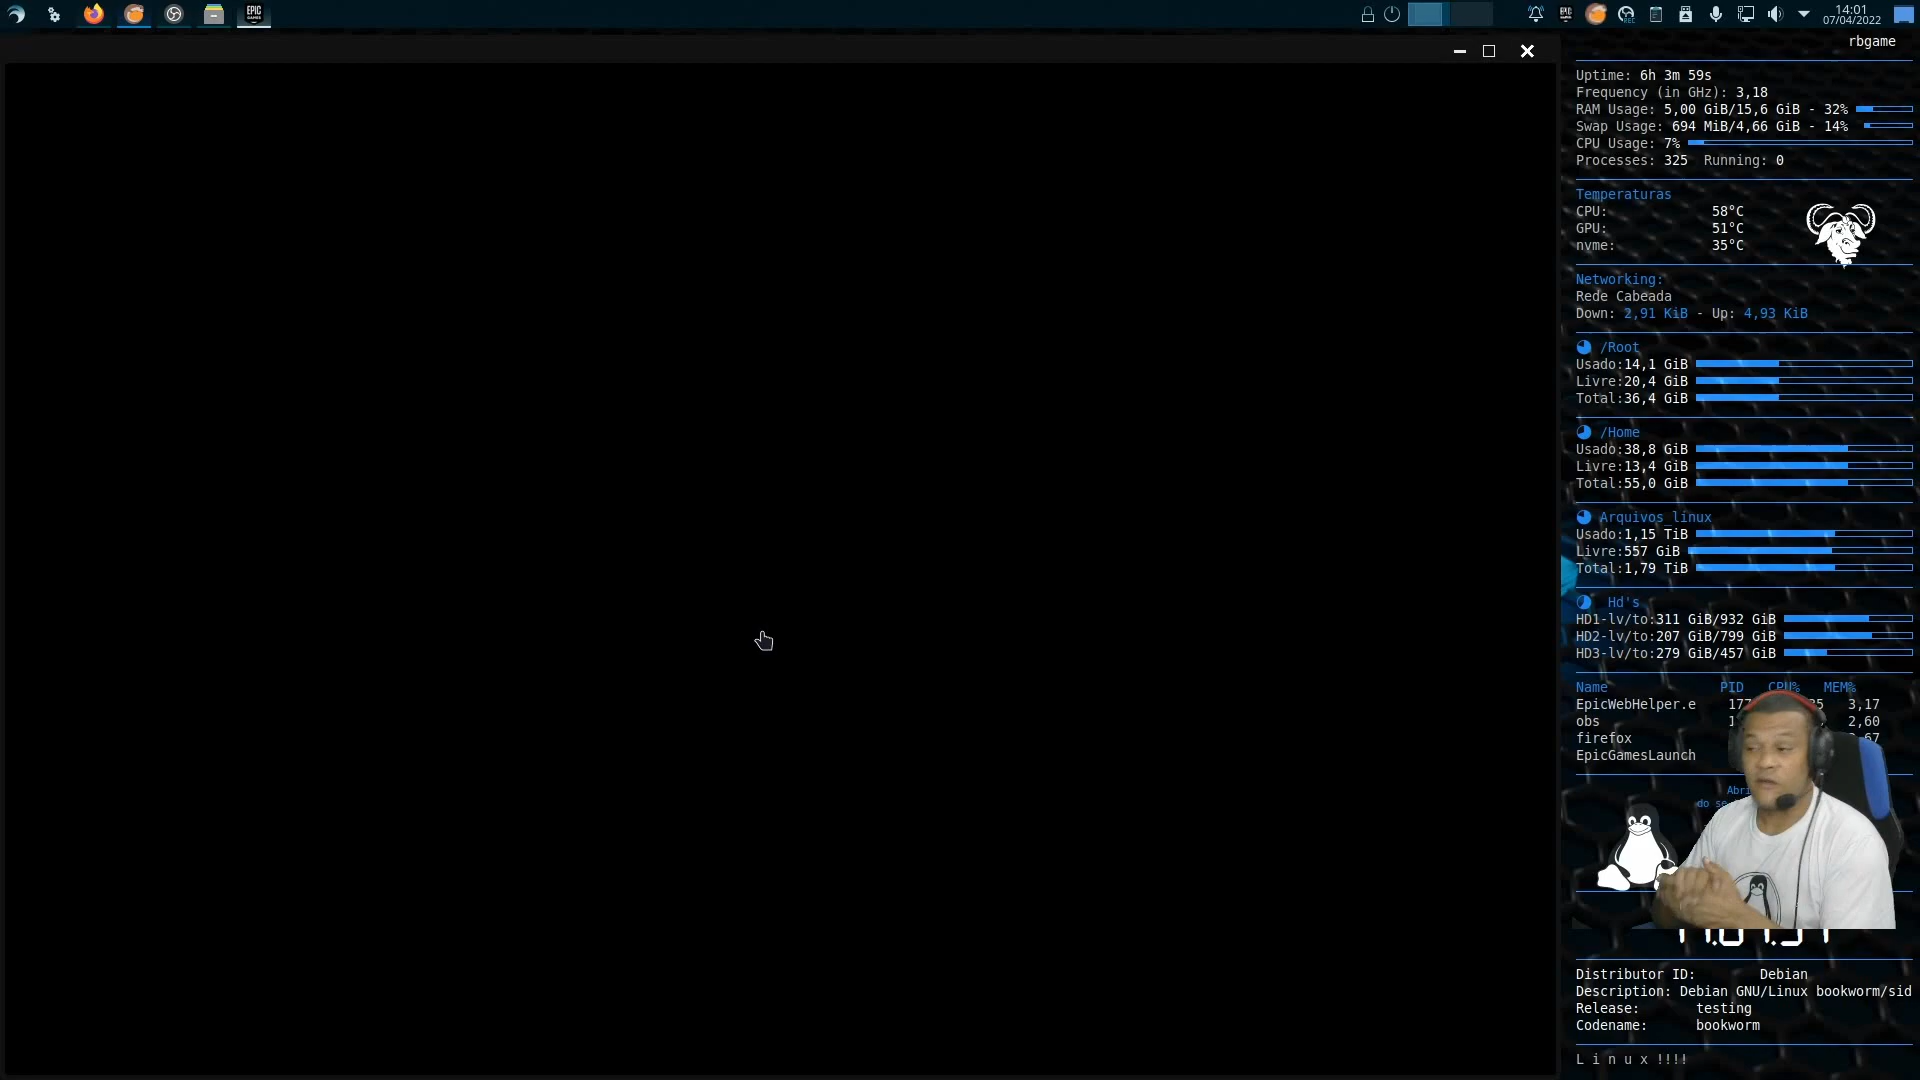 EPIC
GAMES
14:01
07/04/2022
rbgame
Uptime: 6h 3m 59s
Frequency (in GHz): 3,18
RAM Usage: 5,00 GiB/15,6 GiB - 32%
Swap Usage: 694 MiB/4,66 GiB - 14%
CPU Usage: 7%
Processes: 325 Running: 0
Temperaturas
CPU: 58°C
GPU: 51°C
nvme: 35°C
Networking:
Rede Cabeada
Down: 2,91 KiB - Up: 4,93 KiB
/Root
Usado:14,1 GiB
Livre:20,4 GiB
Total:36,4 GiB
/Home
Usado:38,8 GiB
Livre:13,4 GiB
Total:55,0 GiB
Arquivos_linux
Usado:1,15 TiB
Livre:557 GiB
Total:1,79 TiB
Hd's
HD1-lv/to:311 GiB/932 GiB
HD2-lv/to:207 GiB/799 GiB
HD3-lv/to:279 GiB/457 GiB
Name PID CPU% MEM%
EpicWebHelper.e 3,17
obs 2,60
firefox
EpicGamesLaunch
Distributor ID: Debian
Description: Debian GNU/Linux bookworm/sid
Release: testing
Codename: bookworm
L i n u x !!!!